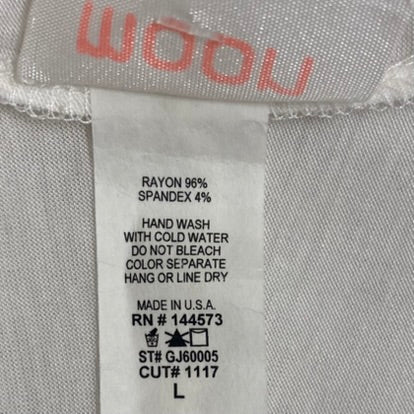 RAYON 96%
SPANDEX 4%
HAND WASH
WITH COLD WATER
DO NOT BLEACH
COLOR SEPARATE
HANG OR LINE DRY
MADE IN U.S.A.
RN # 144573
ST# GJ60005
CUT# 1117
L